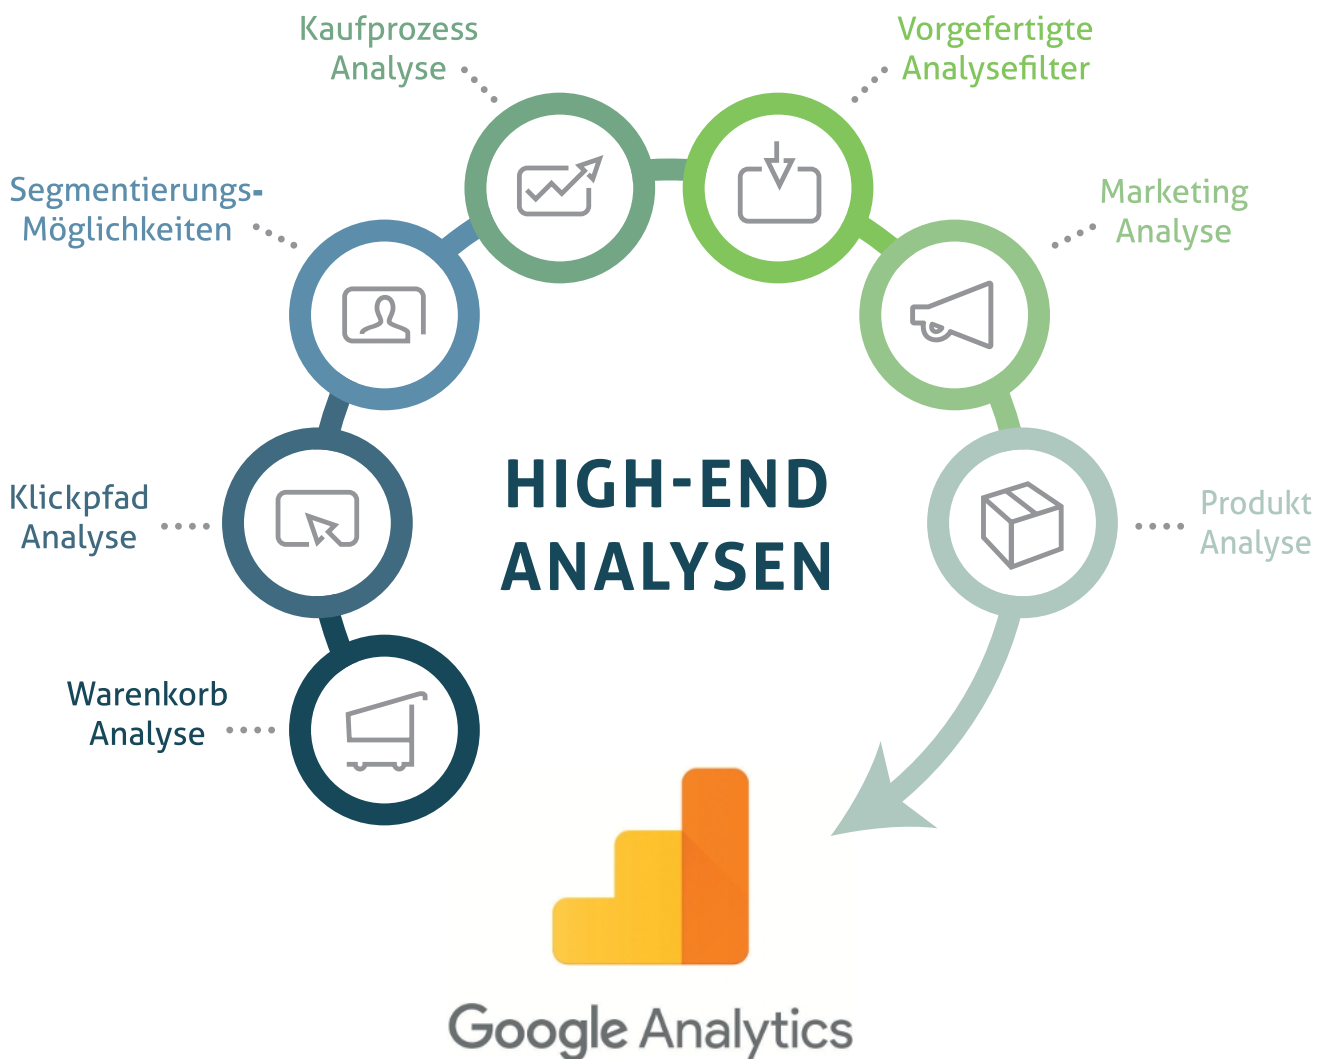 Kaufprozess
Analyse
Vorgefertigte
Analysefilter
Segmentierungs-
Möglichkeiten
Marketing
Analyse
HIGH-END
ANALYSEN
Klickpfad
Analyse
Produkt
Analyse
Warenkorb
Analyse
Google Analytics